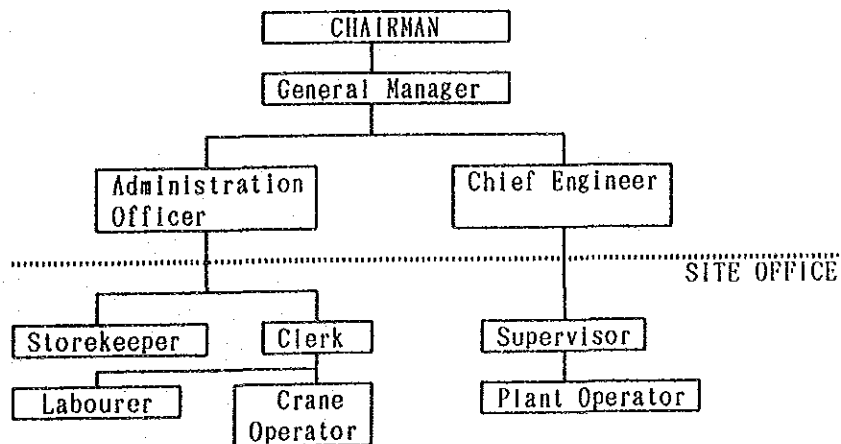 CHAIRMAN
General Manager
Administration
Officer
Chief Engineer
SITE OFFICE
Storekeeper
Clerk
Supervisor
Labourer
Crane
Operator
Plant Operator